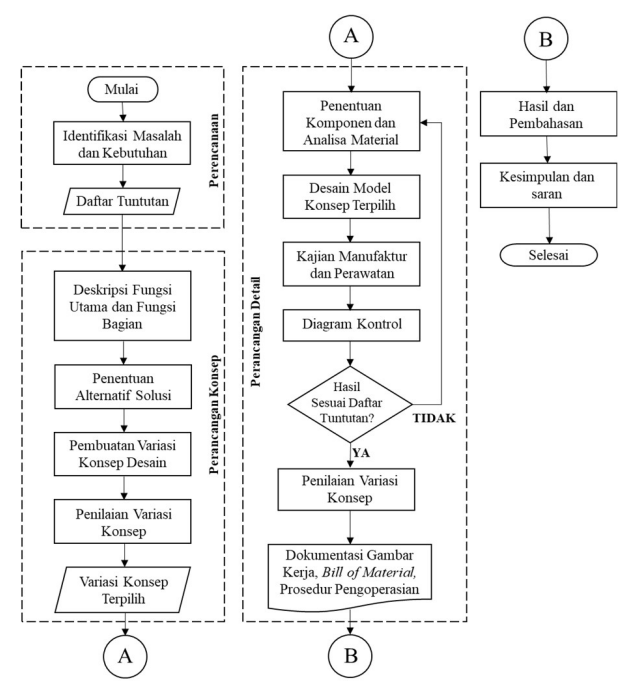 Mulai
Identifikasi Masalah
dan Kebutuhan
Daftar Tuntutan
Perencanaan
Deskripsi Fungsi
Utama dan Fungsi
Bagian
Penentuan
Alternatif Solusi
Pembuatan Variasi
Konsep Desain
Penilaian Variasi
Konsep
Variasi Konsep
Terpilih
Perancangan Konsep
A
A
Penentuan
Komponen dan
Analisa Material
Desain Model
Konsep Terpilih
Kajian Manufaktur
dan Perawatan
Diagram Kontrol
Hasil
Sesuai Daftar
Tuntutan?
TIDAK
YA
Penilaian Variasi
Konsep
Dokumentasi Gambar
Kerja, Bill of Material,
Prosedur Pengoperasian
Perancangan Detail
B
B
Hasil dan
Pembahasan
Kesimpulan dan
saran
Selesai